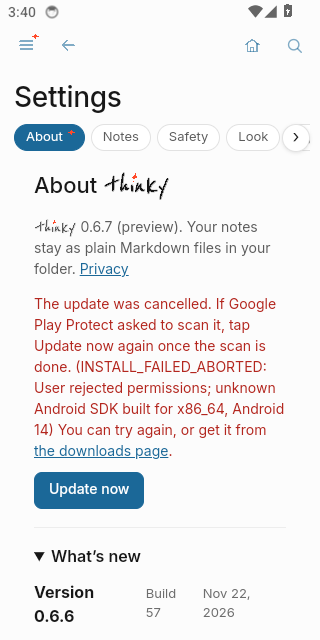 3:40
Settings
About
Notes
Safety
Look
About thinky
thinky 0.6.7 (preview). Your notes
stay as plain Markdown files in your
folder. Privacy
The update was cancelled. If Google
Play Protect asked to scan it, tap
Update now again once the scan is
done. (INSTALL_FAILED_ABORTED:
User rejected permissions; unknown
Android SDK built for x86_64, Android
14) You can try again, or get it from
the downloads page.
Update now
▼ What's new
Version
0.6.6
Build
57
Nov 22,
2026